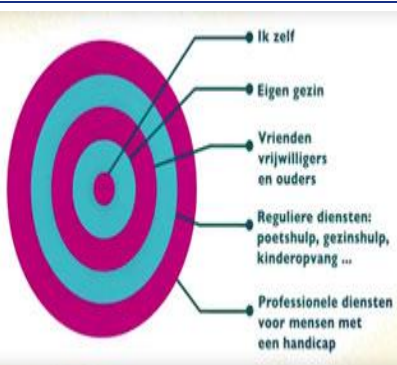 Ik zelf
Eigen gezin
Vrienden
vrijwilligers
en ouders
Reguliere diensten:
poetshulp, gezinshulp,
kinderopvang ...
Professionele diensten
voor mensen met
een handicap